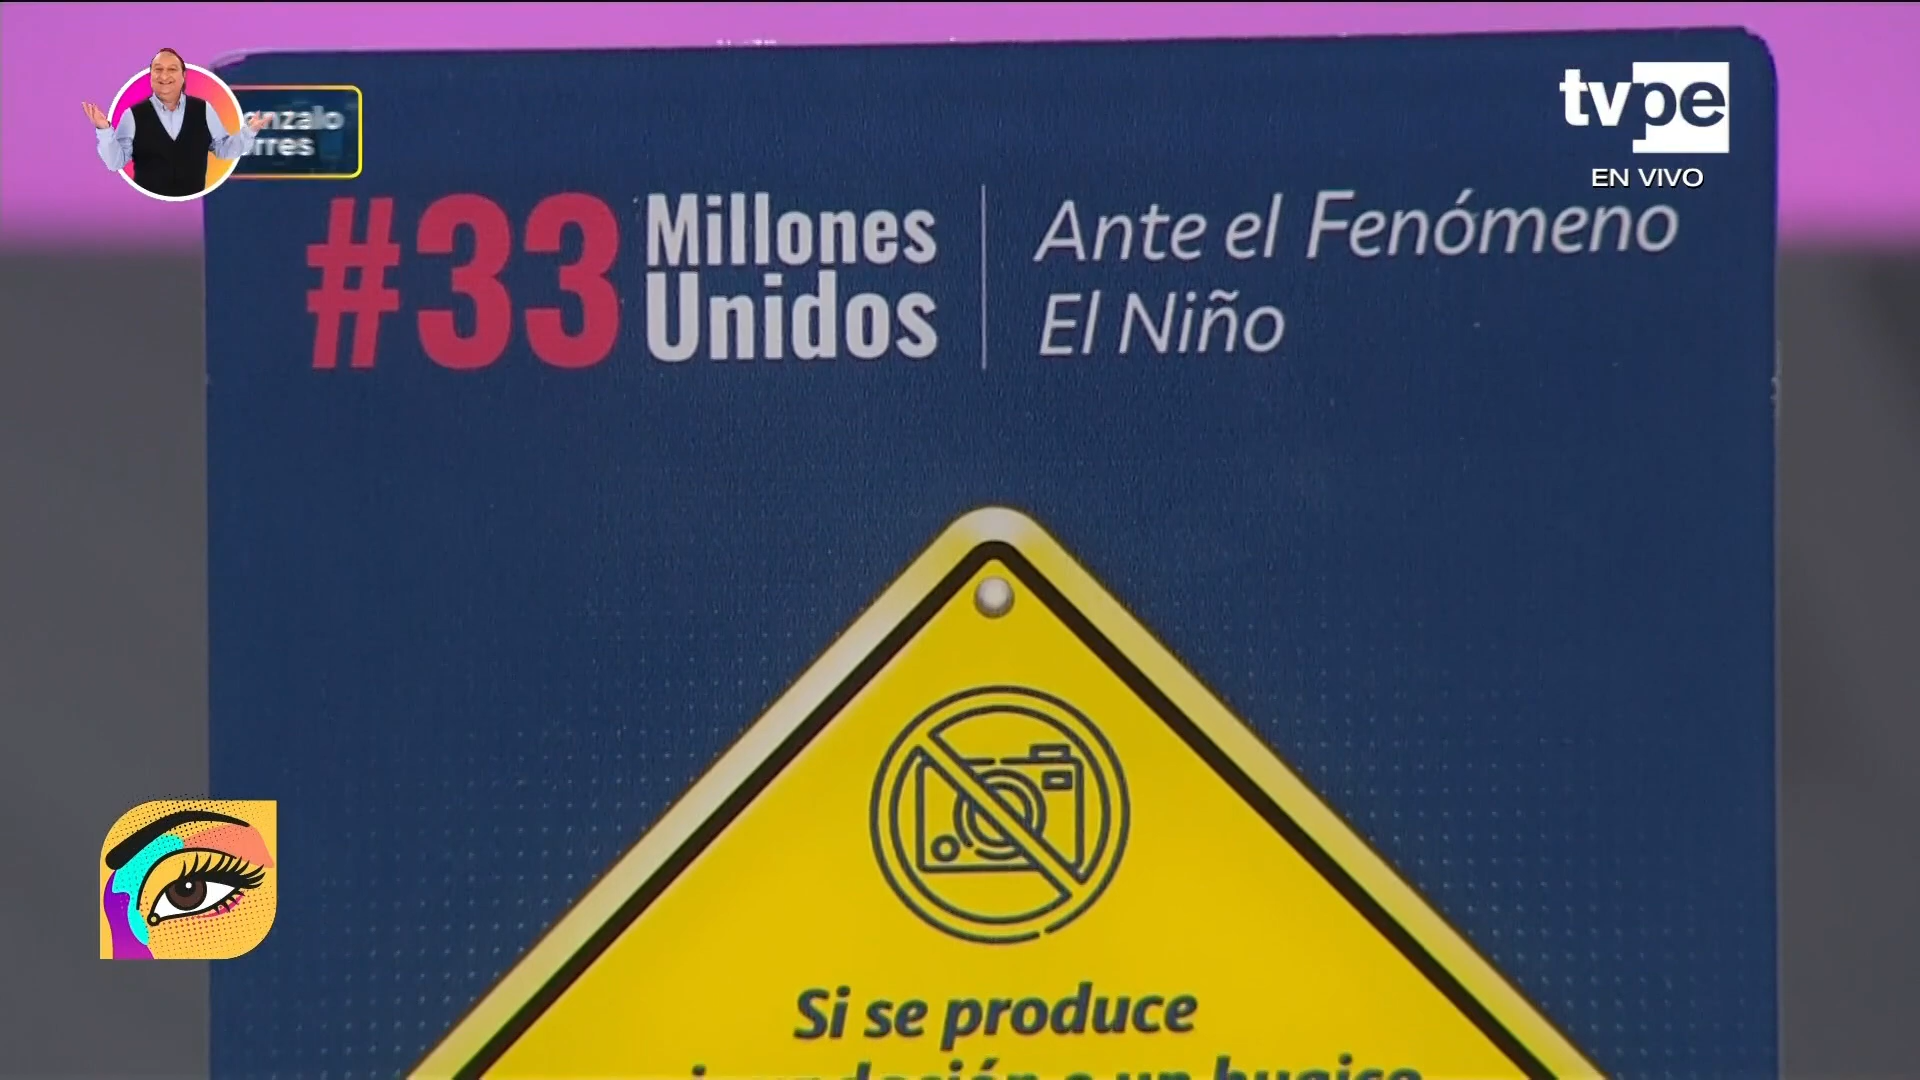 tvpe
EN VIVO
#33 Millones Unidos
Ante el Fenómeno
El Niño
Si se produce